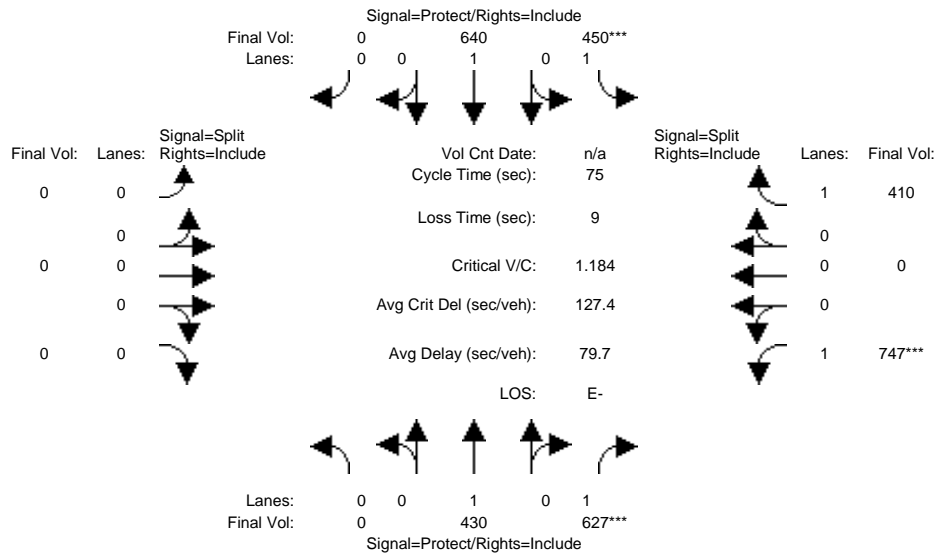 Signal=Protect/Rights=Include
Final Vol: 0 640 450***
Lanes: 0 0 1 0 1
Signal=Split Signal=Split
Final Vol: Lanes: Rights=Include Vol Cnt Date: n/a Rights=Include Lanes: Final Vol:
Cycle Time (sec): 75
0 0 1 410
Loss Time (sec): 9
0 0
0 0 Critical V/C: 1.184 0 0
0 Avg Crit Del (sec/veh): 127.4 0
0 0 Avg Delay (sec/veh): 79.7 1 747***
LOS: E-
Lanes: 0 0 1 0 1
Final Vol: 0 430 627***
Signal=Protect/Rights=Include